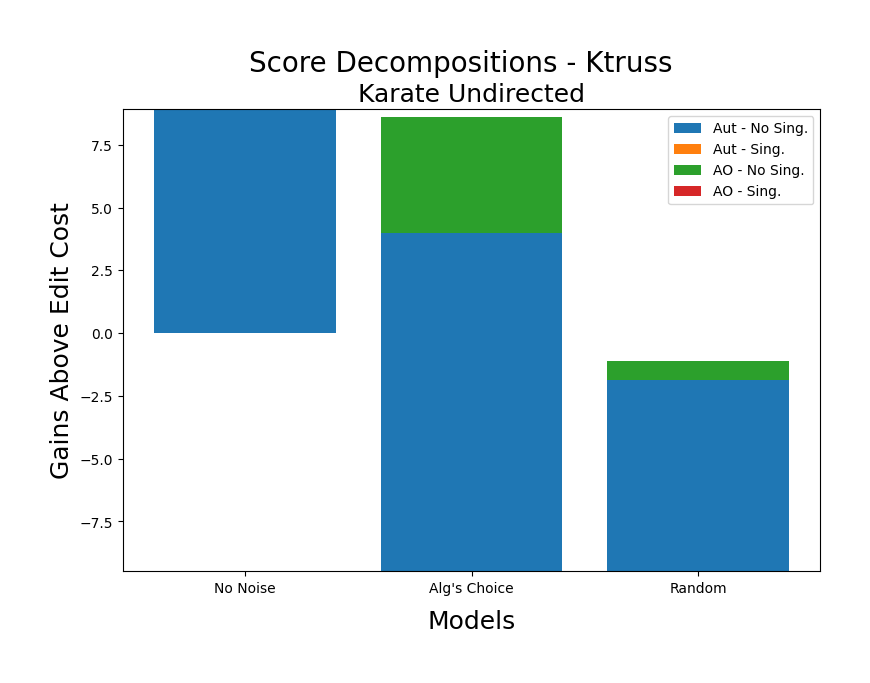 Score Decompositions - Ktruss
Karate Undirected
Aut - No Sing.
Aut - Sing.
AO - No Sing.
AO - Sing.
Gains Above Edit Cost
7.5
5.0
2.5
0.0
−2.5
−5.0
−7.5
No Noise
Alg's Choice
Random
Models